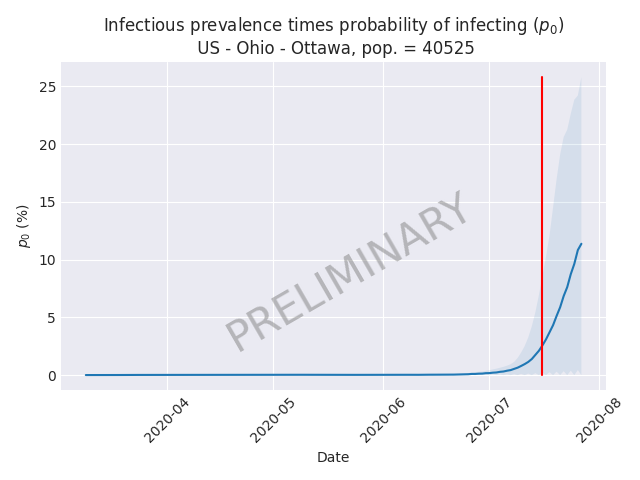 Infectious prevalence times probability of infecting (p₀)
US - Ohio - Ottawa, pop. = 40525
25
20
15
10
5
0
p₀ (%)
PRELIMINARY
2020-04
2020-05
2020-06
2020-07
2020-08
Date